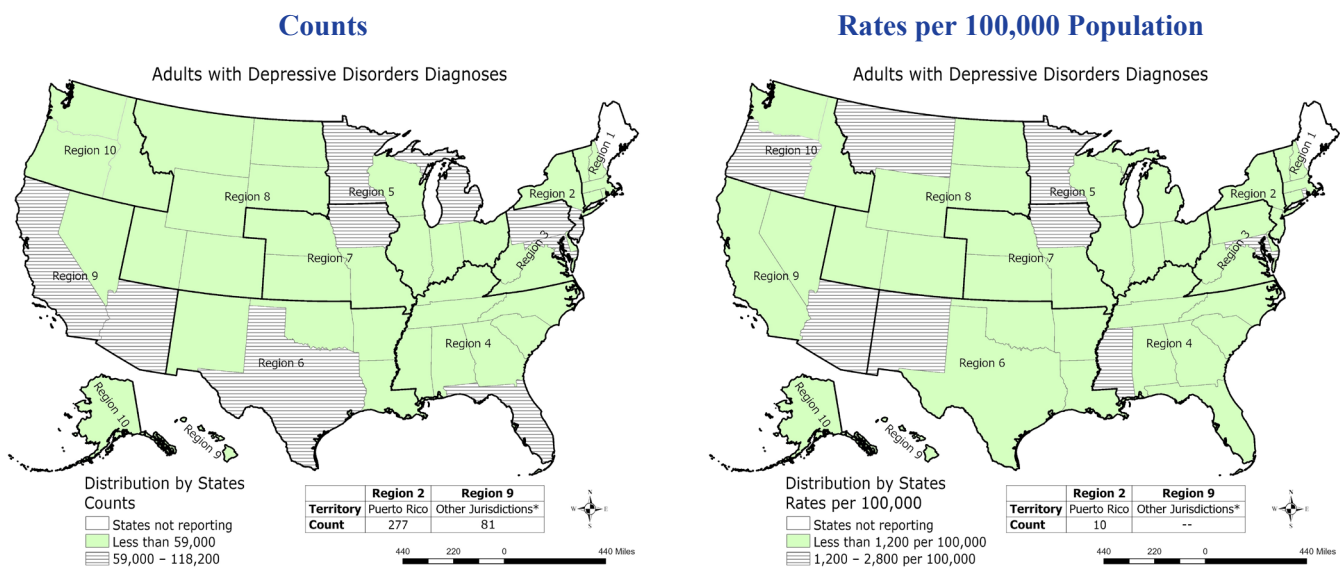 Counts
Adults with Depressive Disorders Diagnoses
Region 10
Region 8
Region 5
Region 1
Region 2
Region 3
Region 9
Region 7
Region 6
Region 4
Region 10
Region 9
Distribution by States
Counts
States not reporting
Less than 59,000
59,000 – 118,200
Region 2 Region 9
Territory Puerto Rico Other Jurisdictions*
Count 277 81
N
W E
S
440 220 0 440 Miles
Rates per 100,000 Population
Adults with Depressive Disorders Diagnoses
Region 10
Region 8
Region 5
Region 1
Region 2
Region 3
Region 9
Region 7
Region 6
Region 4
Region 10
Region 9
Distribution by States
Rates per 100,000
States not reporting
Less than 1,200 per 100,000
1,200 – 2,800 per 100,000
Region 2 Region 9
Territory Puerto Rico Other Jurisdictions*
Count 10 --
N
W E
S
440 220 0 440 Miles